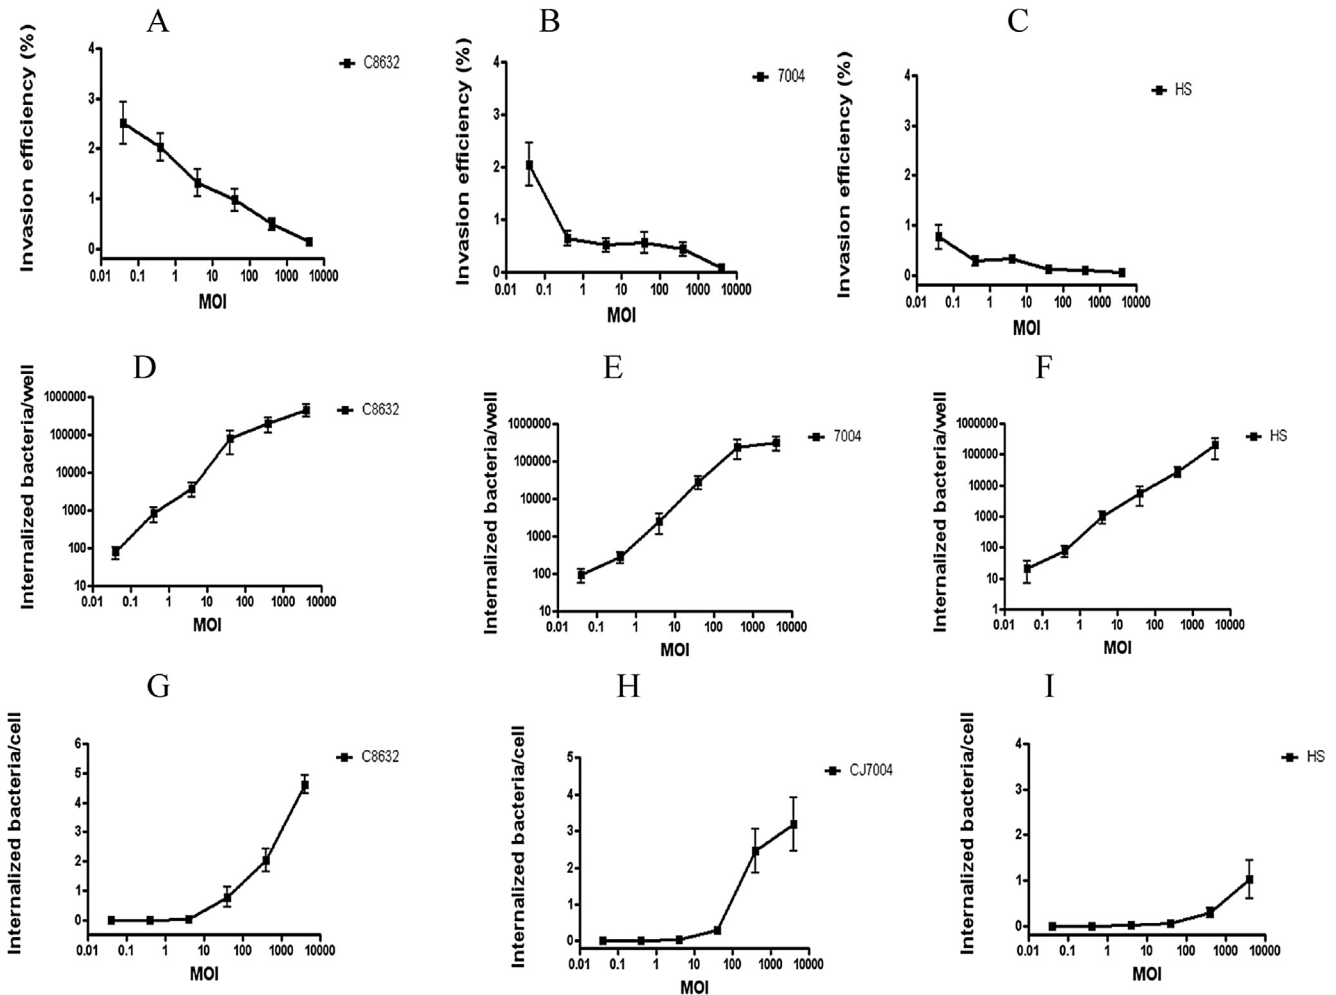 A
B
C
Invasion efficiency (%)
4
3
2
1
0
0.01 0.1 1 10 100 1000 10000
MOI
C8632
Invasion efficiency (%)
4
3
2
1
0
0.01 0.1 1 10 100 1000 10000
MOI
7004
Invasion efficiency (%)
4
3
2
1
0
0.01 0.1 1 10 100 1000 10000
MOI
HS
D
E
F
Internalized bacteria/well
1000000
100000
10000
1000
100
10
0.01 0.1 1 10 100 1000 10000
MOI
C8632
Internalized bacteria/well
1000000
100000
10000
1000
100
10
0.01 0.1 1 10 100 1000 10000
MOI
7004
Internalized bacteria/well
1000000
100000
10000
1000
100
10
1
0.01 0.1 1 10 100 1000 10000
MOI
HS
G
H
I
Internalized bacteria/cell
6
5
4
3
2
1
0
0.01 0.1 1 10 100 1000 10000
MOI
C8632
Internalized bacteria/cell
5
4
3
2
1
0
0.01 0.1 1 10 100 1000 10000
MOI
CJ7004
Internalized bacteria/cell
4
3
2
1
0
0.01 0.1 1 10 100 1000 10000
MOI
HS